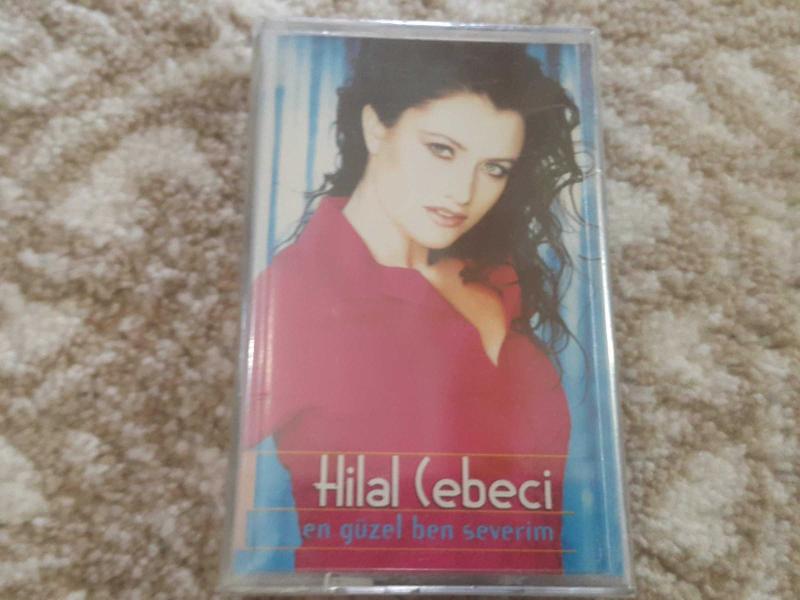 Hilal Cebeci
en güzel ben severim